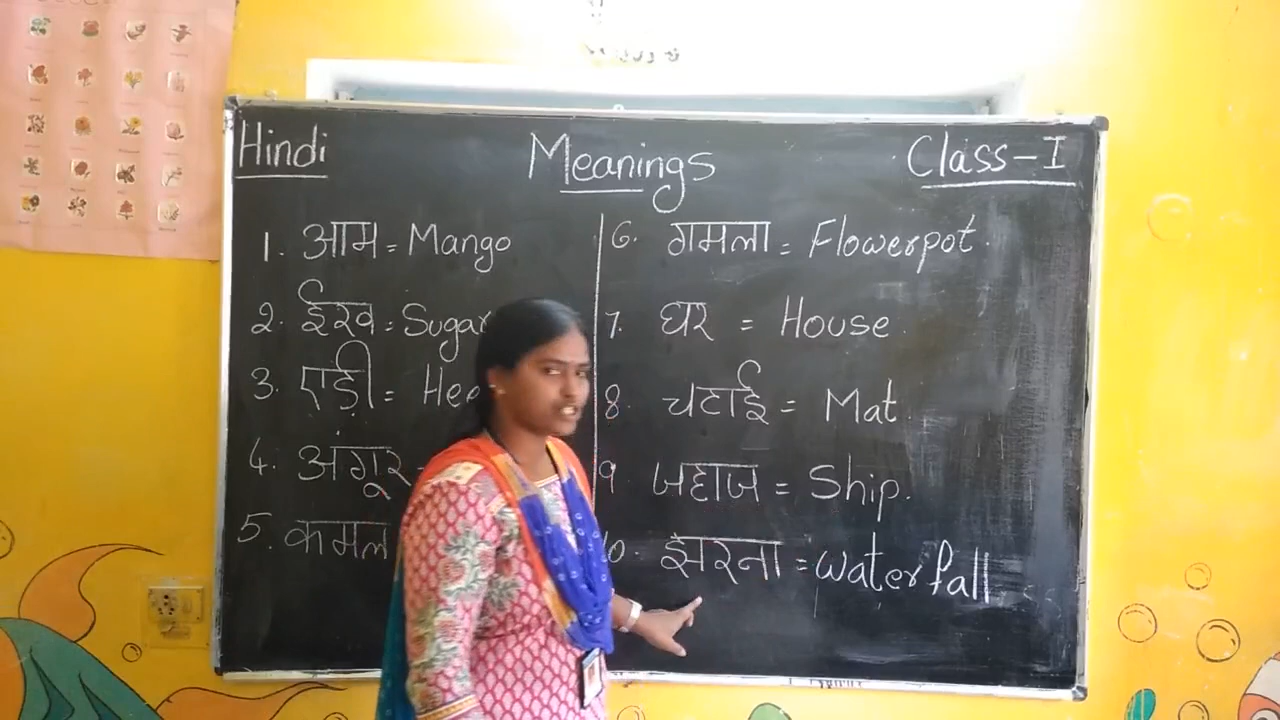 Hindi
Meanings
Class-I
1. आम = Mango
2. ईख = Sugar
3. एड़ी = Hee
4. अंगूर
5. कमल
6. गमला = Flowerpot.
7. घर = House.
8. चटाई = Mat.
9 जहाज = Ship.
10. झरना = waterfall